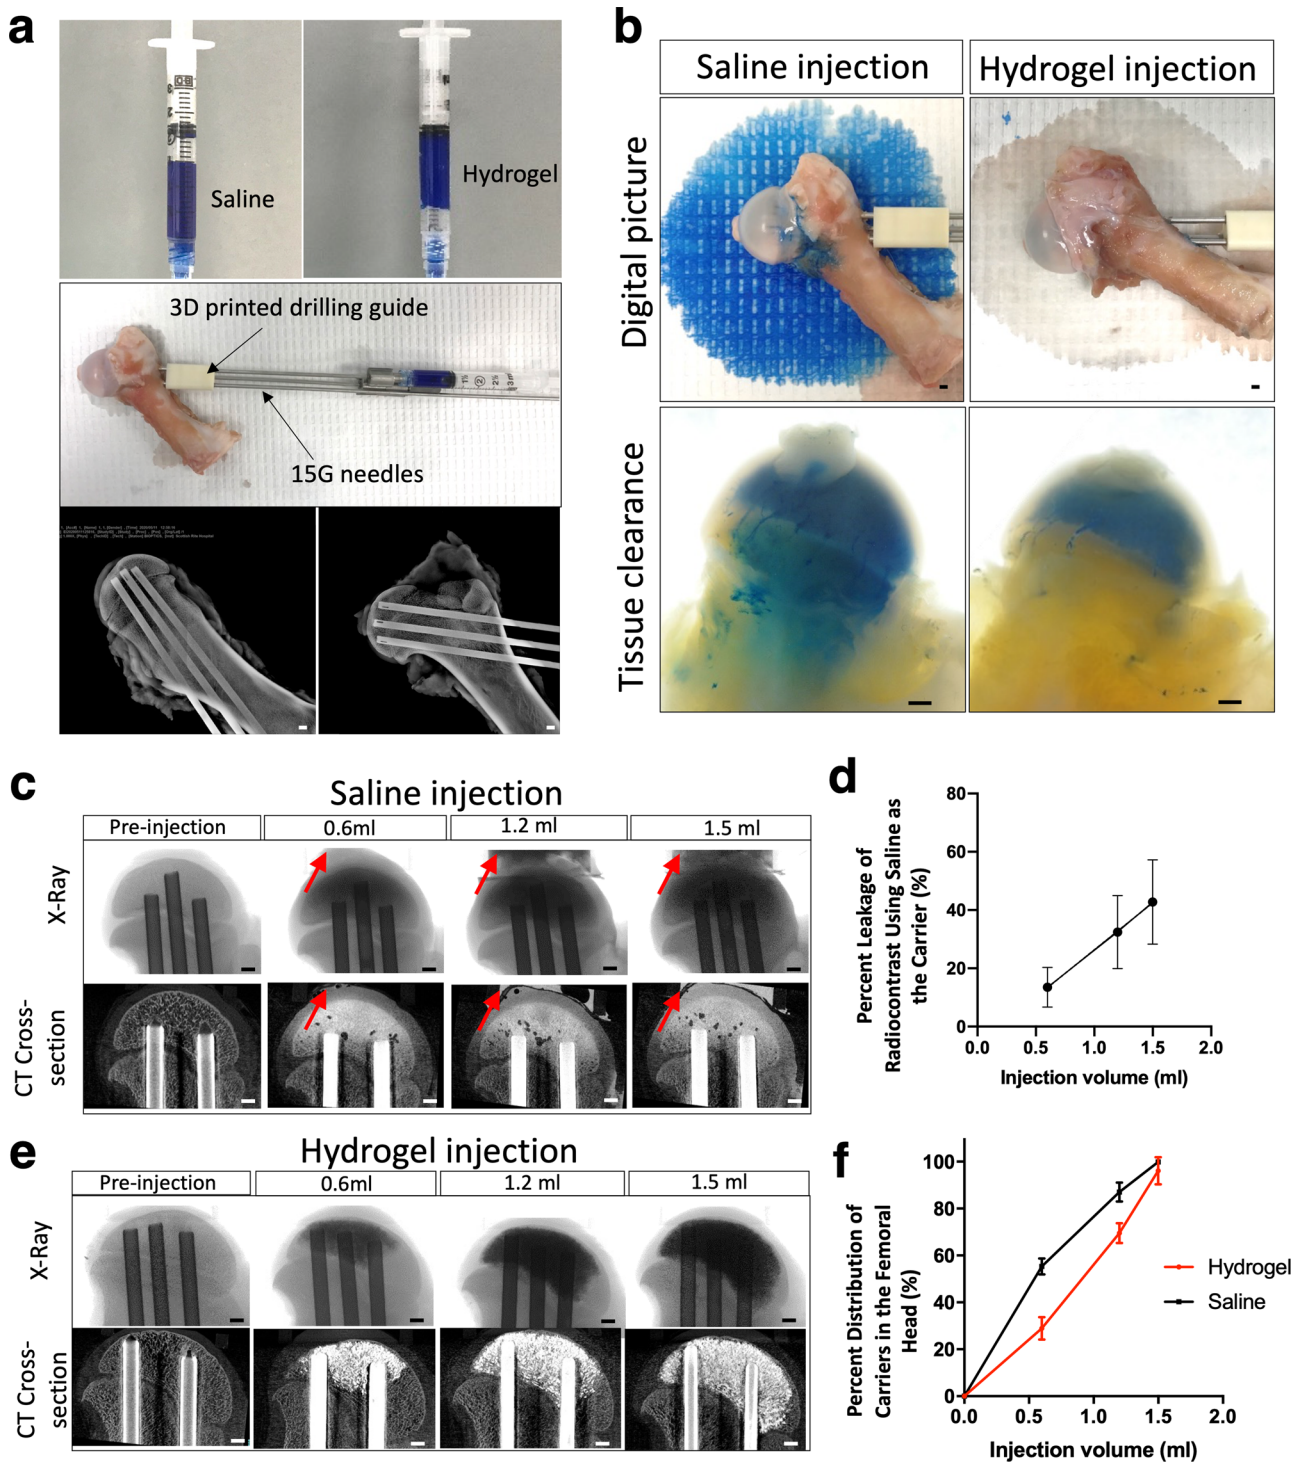 a
Saline
Hydrogel
3D printed drilling guide
15G needles
b
Saline injection
Hydrogel injection
Digital picture
Tissue clearance
c
Saline injection
Pre-injection
0.6ml
1.2 ml
1.5 ml
X-Ray
CT Cross-
section
d
Percent Leakage of
Radiocontrast Using Saline as
the Carrier (%)
80
60
40
20
0
0.0 0.5 1.0 1.5 2.0
Injection volume (ml)
e
Hydrogel injection
Pre-injection
0.6ml
1.2 ml
1.5 ml
X-Ray
CT Cross-
section
f
Percent Distribution of
Carriers in the Femoral
Head (%)
100
80
60
40
20
0
0.0 0.5 1.0 1.5 2.0
Injection volume (ml)
Hydrogel
Saline